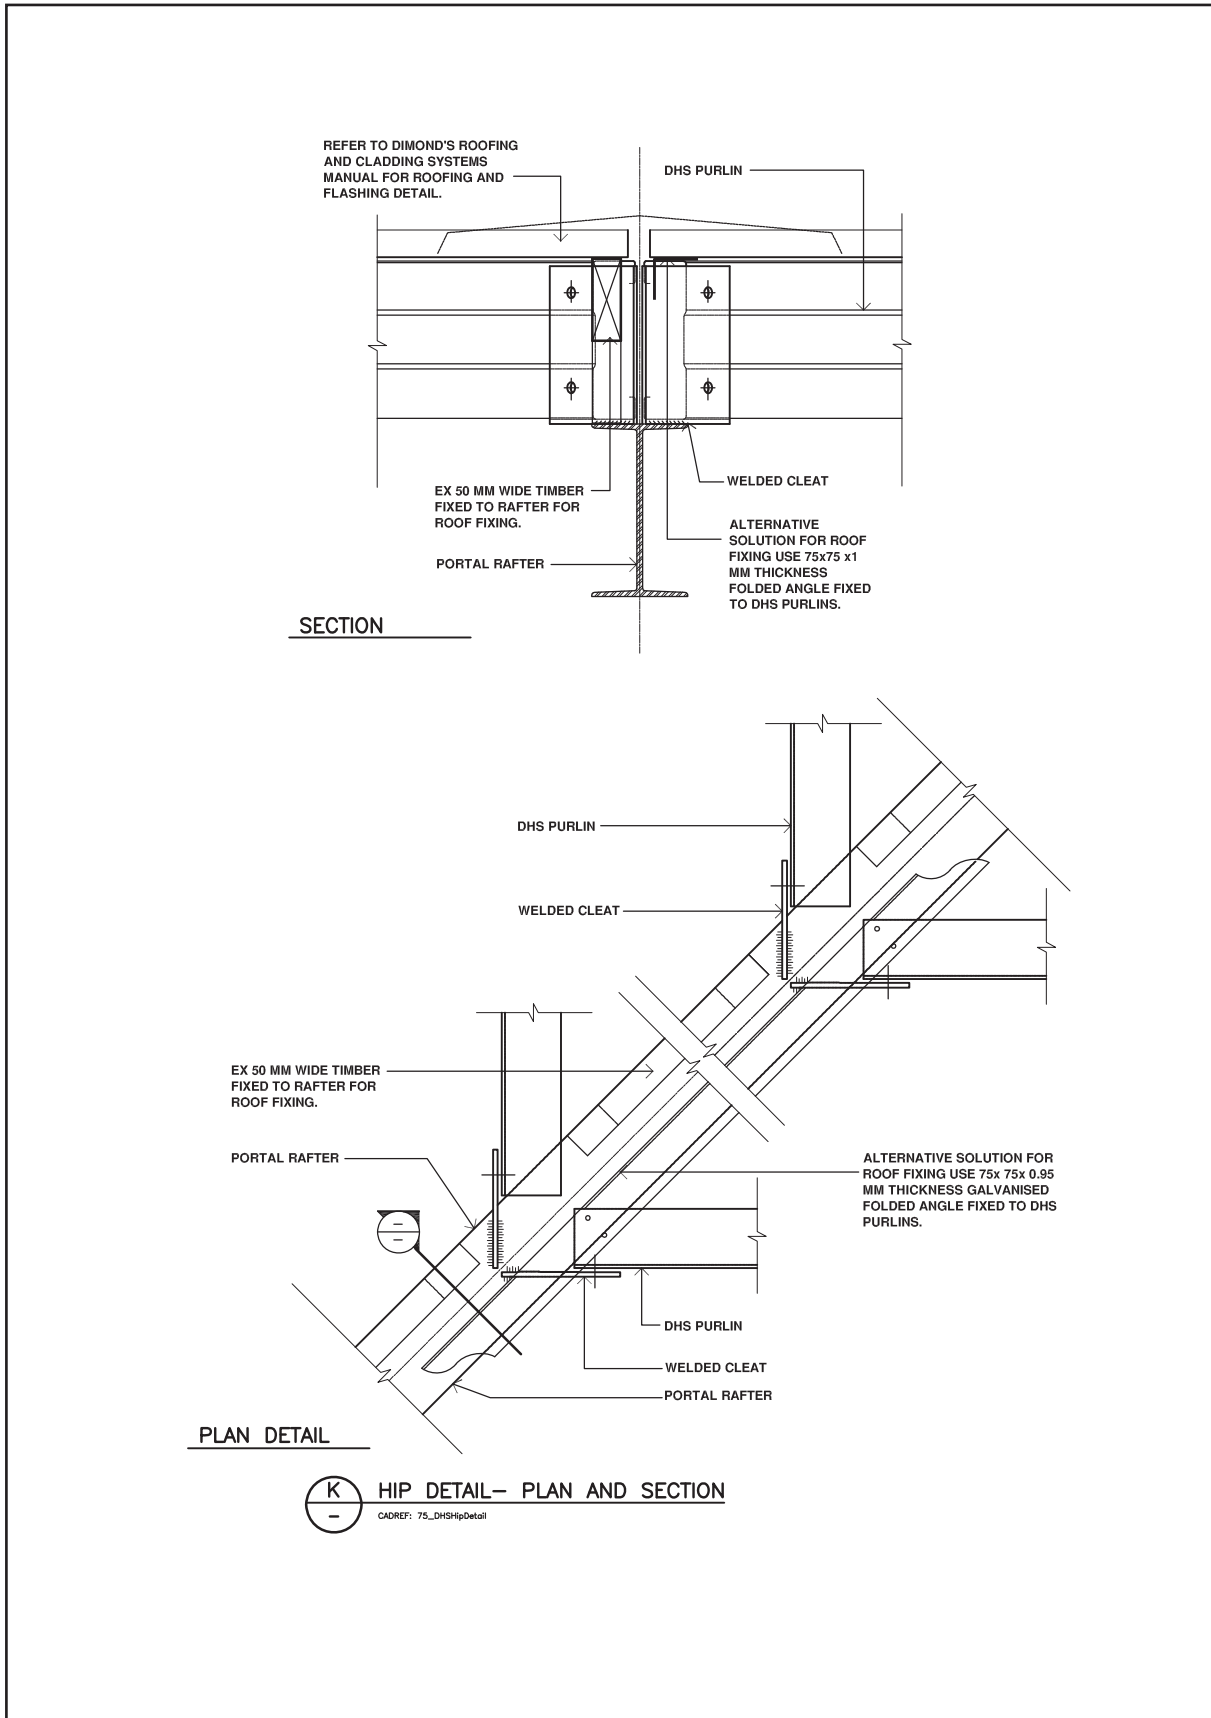 REFER TO DIMOND'S ROOFING
AND CLADDING SYSTEMS
MANUAL FOR ROOFING AND
FLASHING DETAIL.
DHS PURLIN
EX 50 MM WIDE TIMBER
FIXED TO RAFTER FOR
ROOF FIXING.
WELDED CLEAT
PORTAL RAFTER
ALTERNATIVE
SOLUTION FOR ROOF
FIXING USE 75x75 x1
MM THICKNESS
FOLDED ANGLE FIXED
TO DHS PURLINS.
SECTION
DHS PURLIN
WELDED CLEAT
EX 50 MM WIDE TIMBER
FIXED TO RAFTER FOR
ROOF FIXING.
PORTAL RAFTER
ALTERNATIVE SOLUTION FOR
ROOF FIXING USE 75x 75x 0.95
MM THICKNESS GALVANISED
FOLDED ANGLE FIXED TO DHS
PURLINS.
–
–
DHS PURLIN
WELDED CLEAT
PORTAL RAFTER
PLAN DETAIL
K
–
HIP DETAIL– PLAN AND SECTION
CADREF: 75_DHSHipDetail